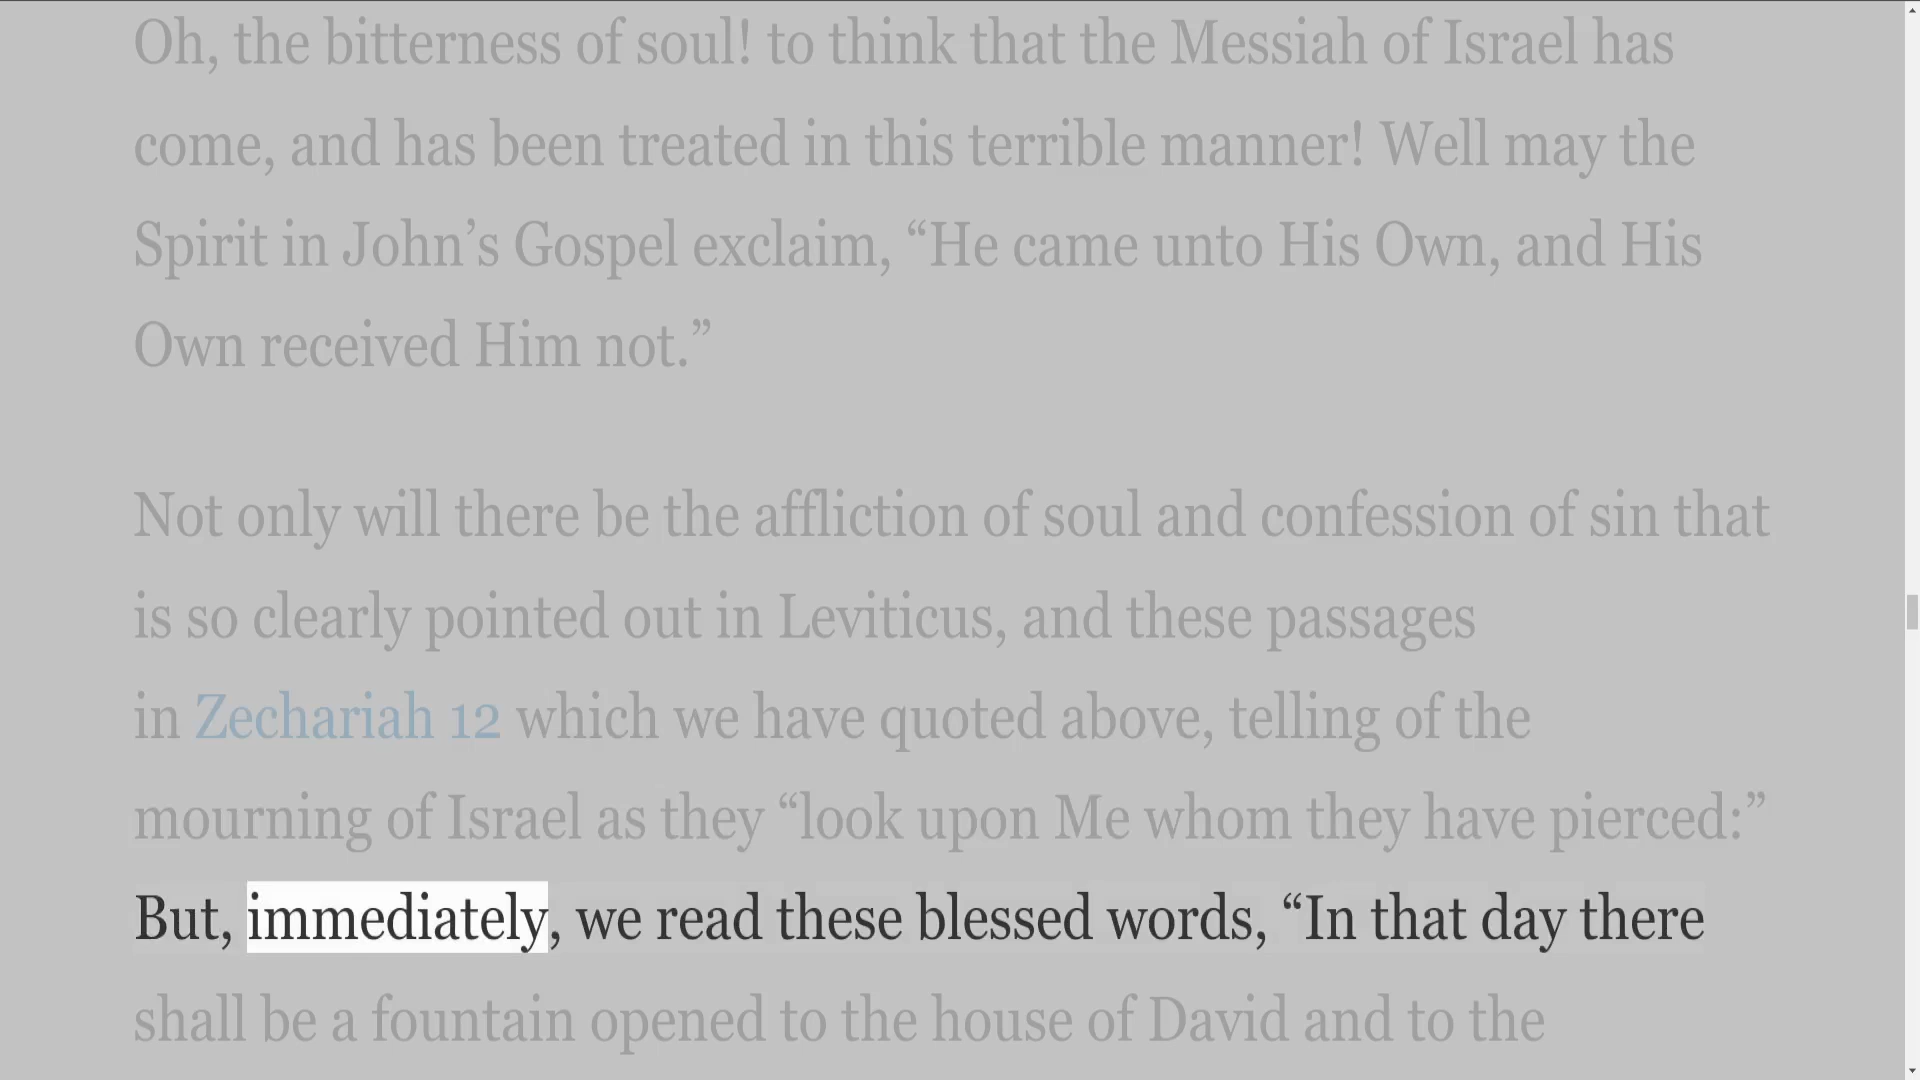 Oh, the bitterness of soul! to think that the Messiah of Israel has
come, and has been treated in this terrible manner! Well may the
Spirit in John’s Gospel exclaim, “He came unto His Own, and His
Own received Him not.”
Not only will there be the affliction of soul and confession of sin that
is so clearly pointed out in Leviticus, and these passages
in Zechariah 12 which we have quoted above, telling of the
mourning of Israel as they “look upon Me whom they have pierced:”
But, immediately, we read these blessed words, “In that day there
shall be a fountain opened to the house of David and to the